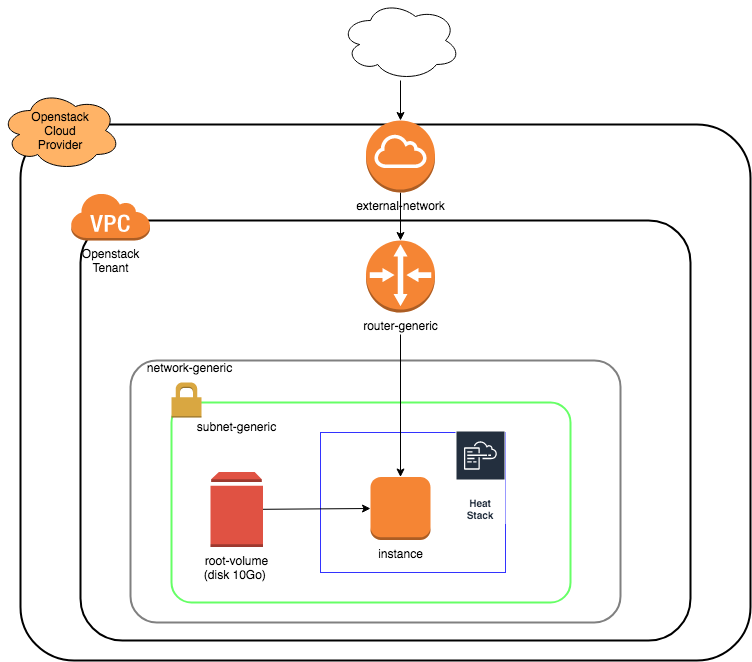 Openstack
Cloud
Provider
external-network
VPC
Openstack
Tenant
router-generic
network-generic
subnet-generic
Heat
Stack
instance
root-volume
(disk 10Go)